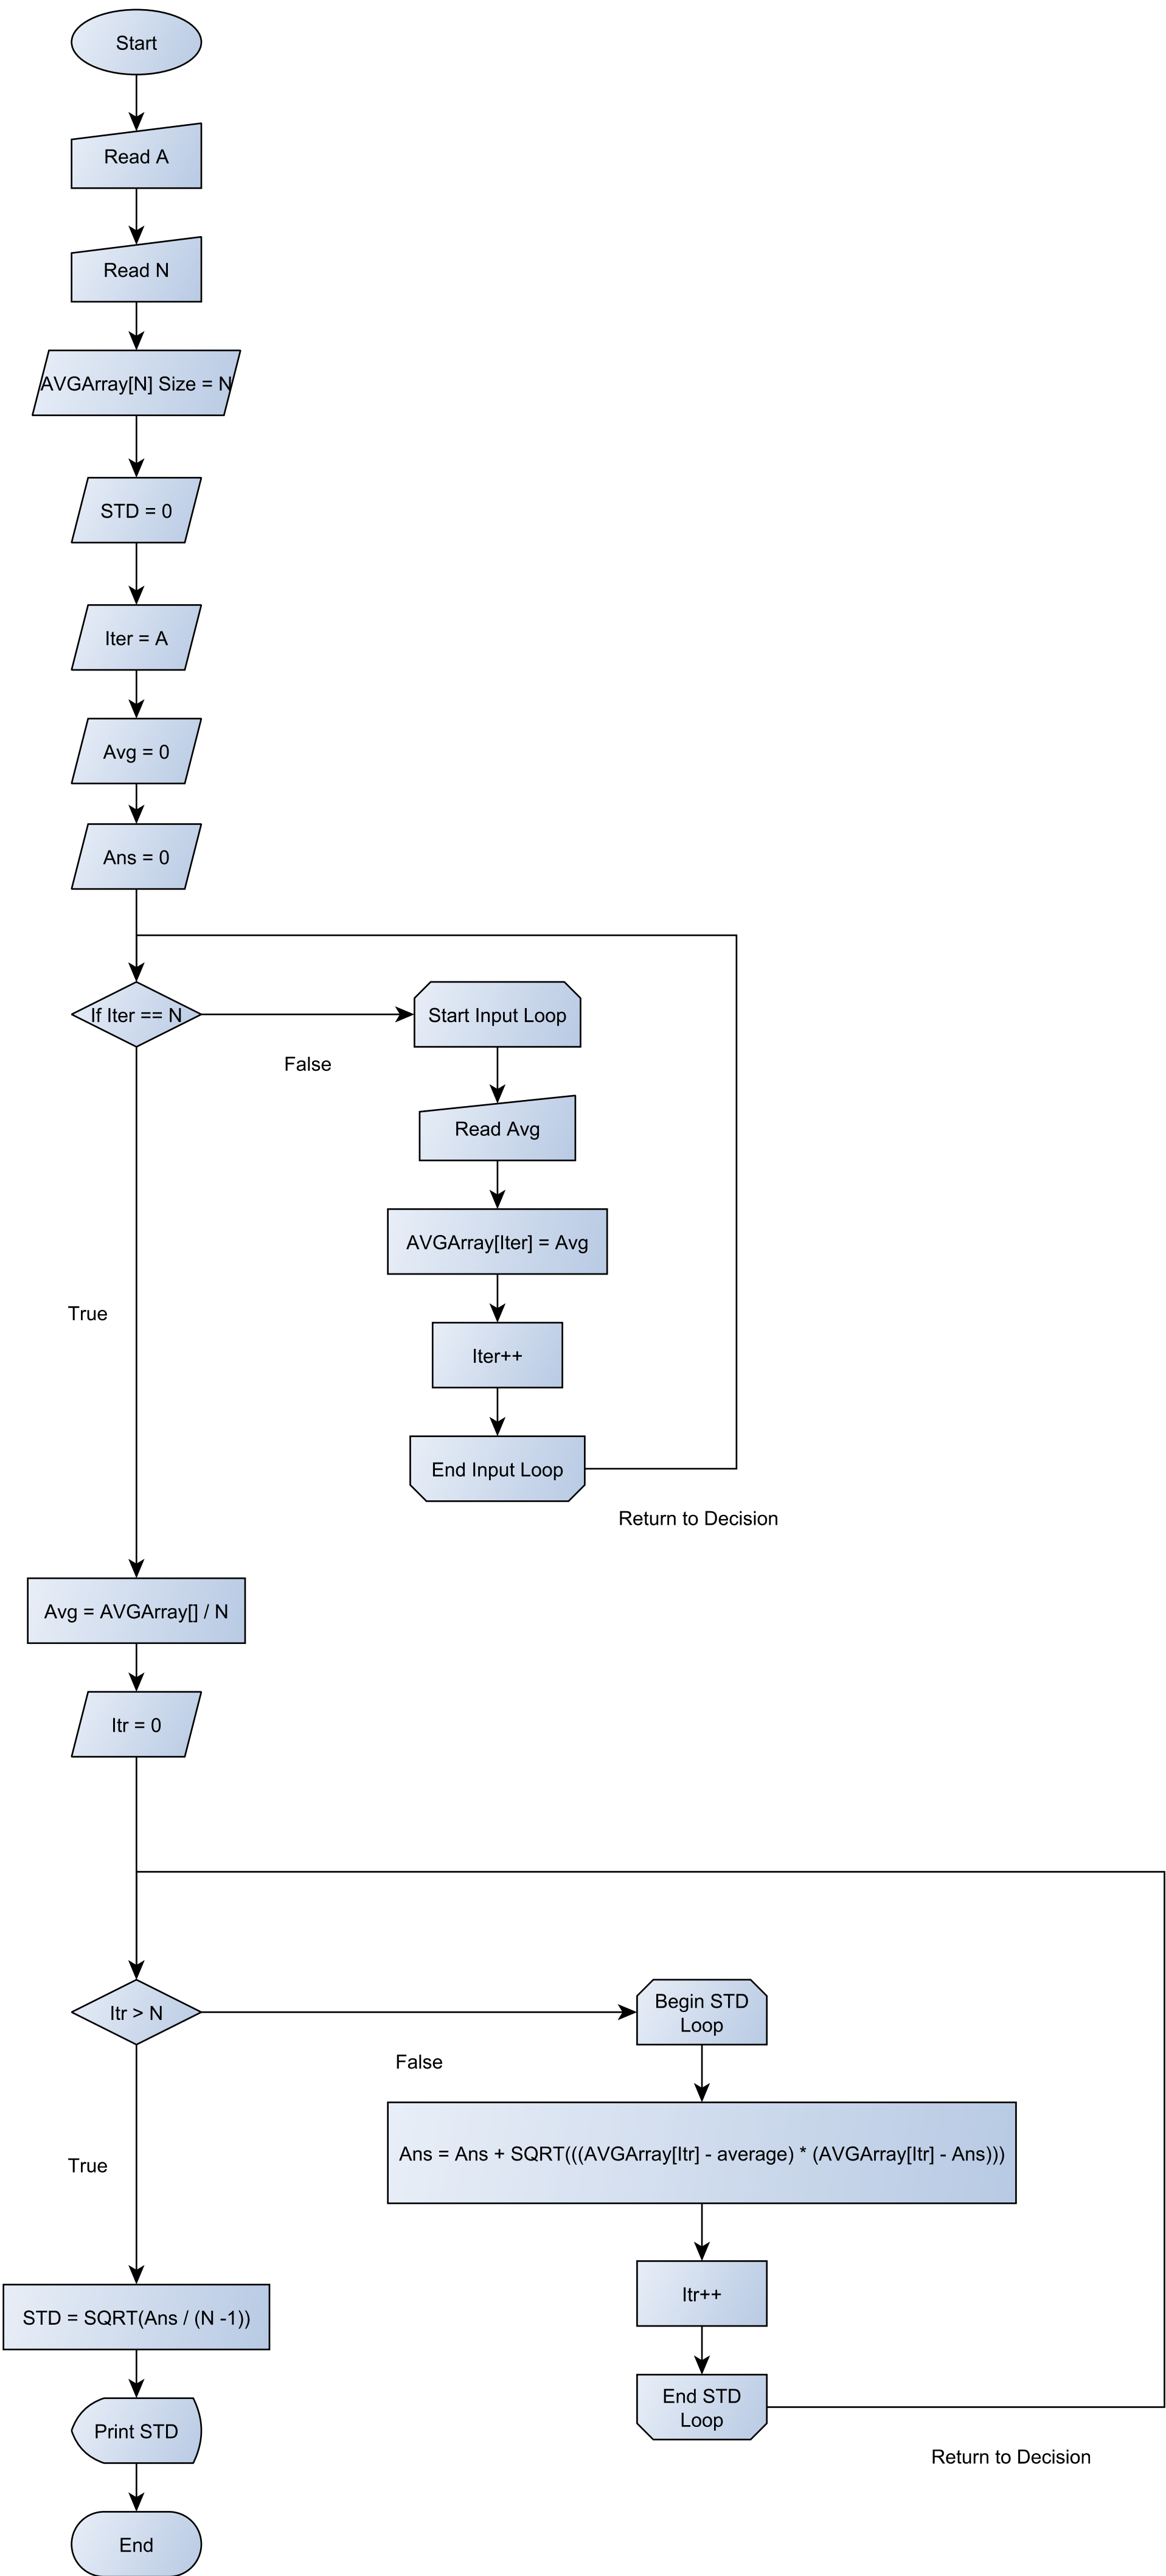 Start
Read A
Read N
AVGArray[N] Size = N
STD = 0
Iter = A
Avg = 0
Ans = 0
If Iter == N
False
Start Input Loop
Read Avg
AVGArray[Iter] = Avg
Iter++
End Input Loop
Return to Decision
True
Avg = AVGArray[] / N
Itr = 0
Itr > N
False
Begin STD
Loop
Ans = Ans + SQRT(((AVGArray[Itr] - average) * (AVGArray[Itr] - Ans)))
Itr++
End STD
Loop
Return to Decision
True
STD = SQRT(Ans / (N -1))
Print STD
End